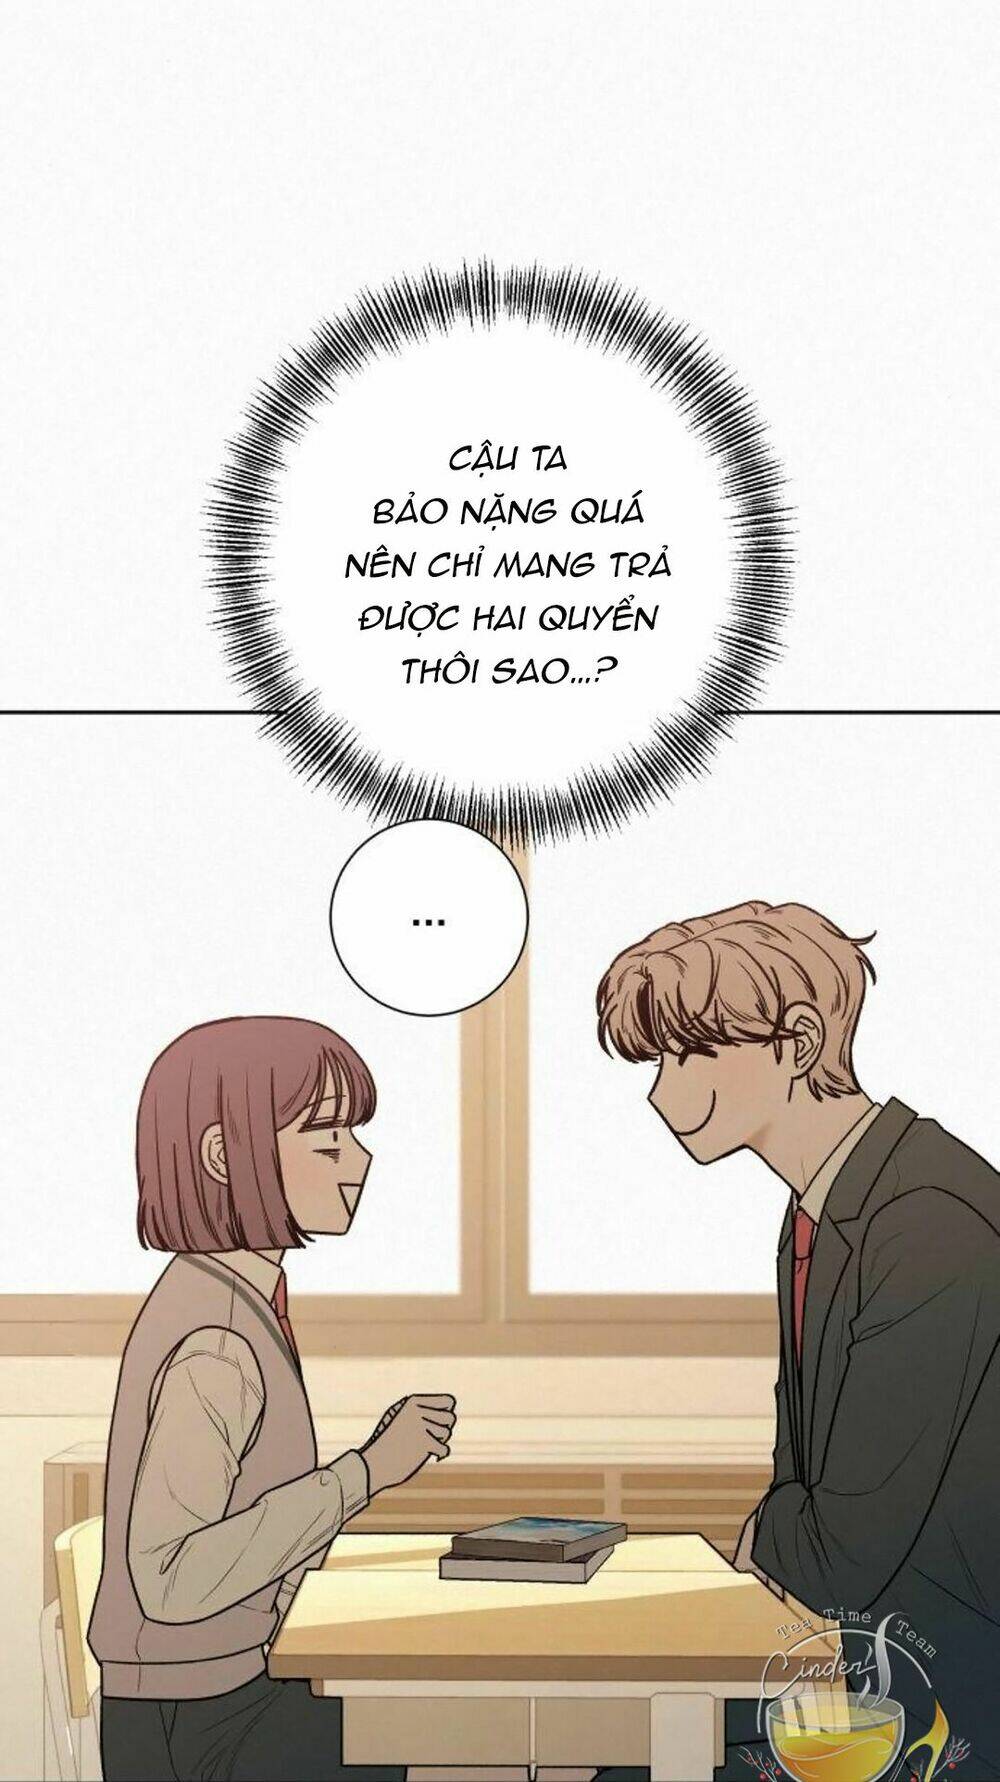 CẬU TA
BẢO NẶNG QUÁ
NÊN CHỈ MANG TRẢ
ĐƯỢC HAI QUYỂN
THÔI SAO...?
...
Tea Time Team
Cinder's